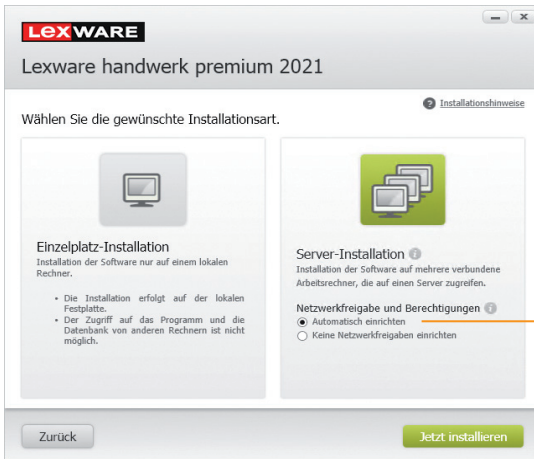 LEXWARE
Lexware handwerk premium 2021
Installationshinweise
Wählen Sie die gewünschte Installationsart.
Einzelplatz-Installation
Installation der Software nur auf einem lokalen
Rechner.
• Die Installation erfolgt auf der lokalen
Festplatte.
• Der Zugriff auf das Programm und die
Datenbank von anderen Rechnern ist nicht
möglich.
Server-Installation
Installation der Software auf mehrere verbundene
Arbeitsrechner, die auf einen Server zugreifen.
Netzwerkfreigabe und Berechtigungen
Automatisch einrichten
Keine Netzwerkfreigaben einrichten
Zurück
Jetzt installieren